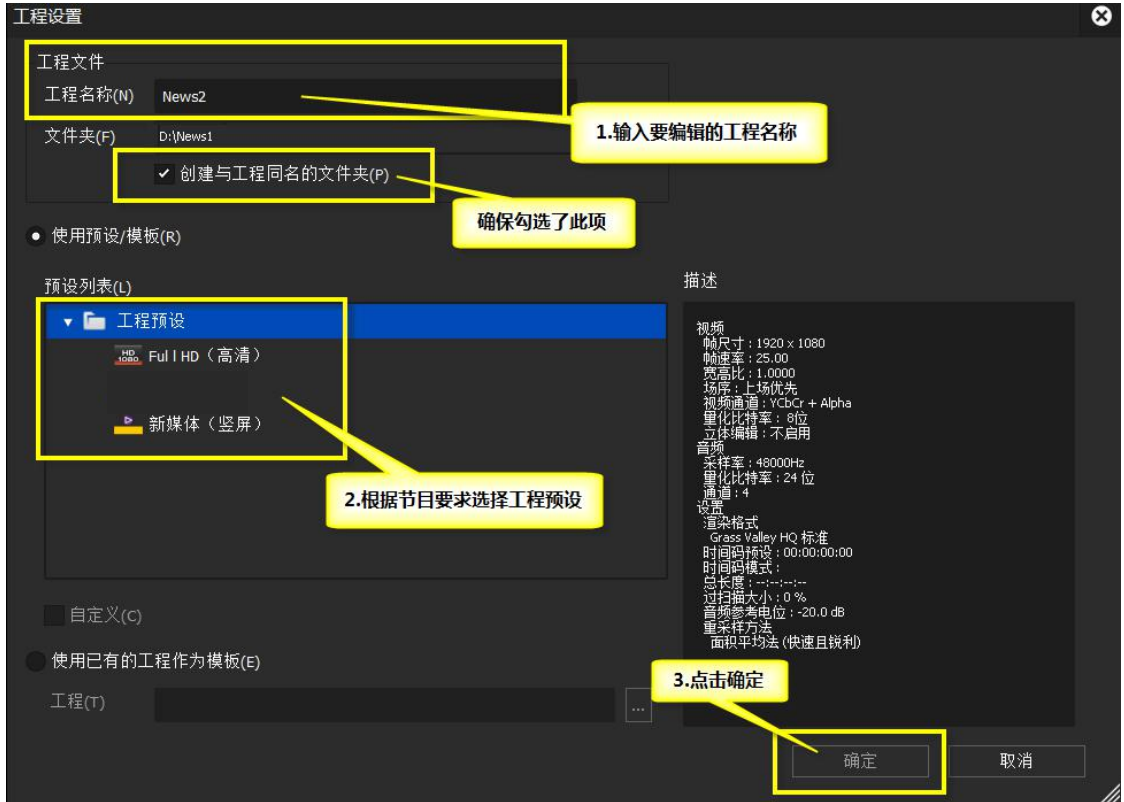 工程设置
工程文件
工程名称(N) News2
1.输入要编辑的工程名称
文件夹(F) D:\News1
创建与工程同名的文件夹(P)
确保勾选了此项
使用预设/模板(R)
预设列表(L)
描述
工程预设
HD 1080 Full HD（高清）
新媒体（竖屏）
2.根据节目要求选择工程预设
视频
帧尺寸：1920 x 1080
帧速率：25.00
宽高比：1.0000
场序：上场优先
视频通道：YCbCr + Alpha
量化比特率：8位
立体编辑：不启用
音频
采样率：48000Hz
量化比特率：24 位
通道：4
设置
渲染格式
Grass Valley HQ 标准
时间码预设：00:00:00:00
时间码模式：
总长度：--:--:--:--
过扫描大小：0 %
音频参考电位：-20.0 dB
重采样方法
面积平均法 (快速且锐利)
自定义(C)
使用已有的工程作为模板(E)
3.点击确定
工程(T) ...
确定 取消